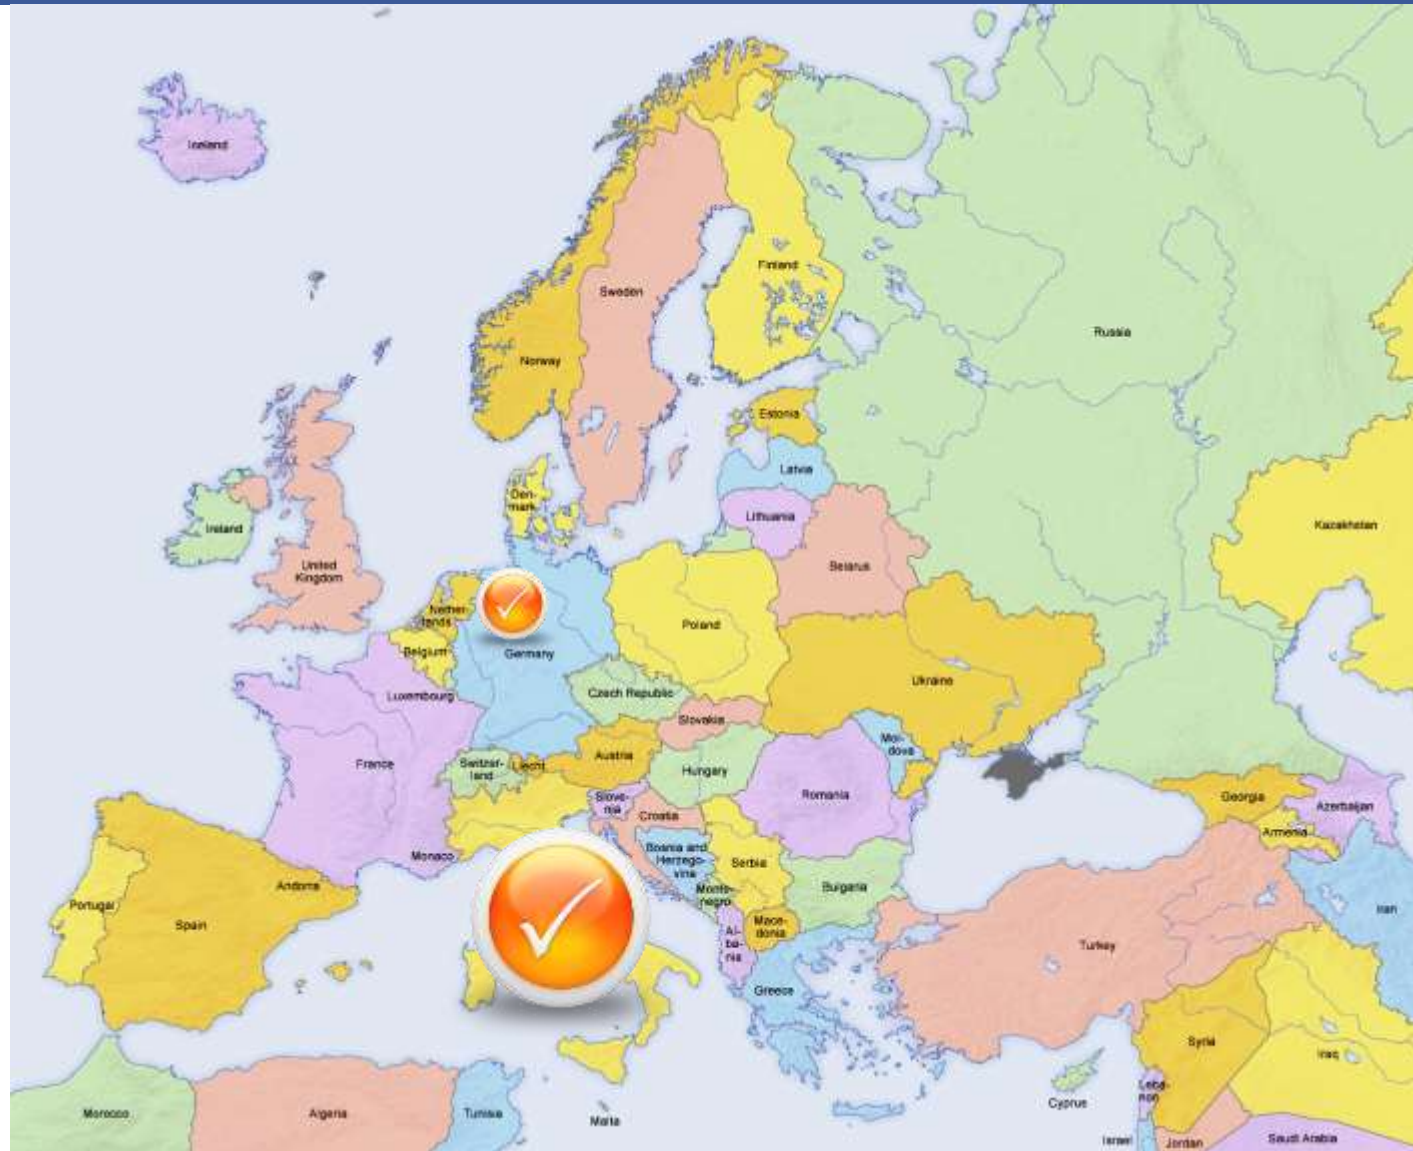 Iceland
Finland
Sweden
Russia
Norway
Estonia
Latvia
Den-
mark
Lithuania
Ireland
Kazakhstan
United
Kingdom
Belarus
Nether-
lands
Poland
Belgium
Germany
Ukraine
Czech Republic
Luxembourg
Slovakia
Mol-
dova
Austria
France
Switzer-
land
Liecht
Hungary
Romania
Slove-
nia
Georgia
Azerbaijan
Croatia
Armenia
Bosnia and
Herzego-
vina
Monaco
Serbia
Andorra
Monte-
negro
Bulgaria
Portugal
Spain
Mace-
donia
Al-
ba-
nia
Iran
Turkey
Greece
Syria
Iraq
Leba-
non
Cyprus
Morocco
Algeria
Tunisia
Malta
Israel
Jordan
Saudi Arabia